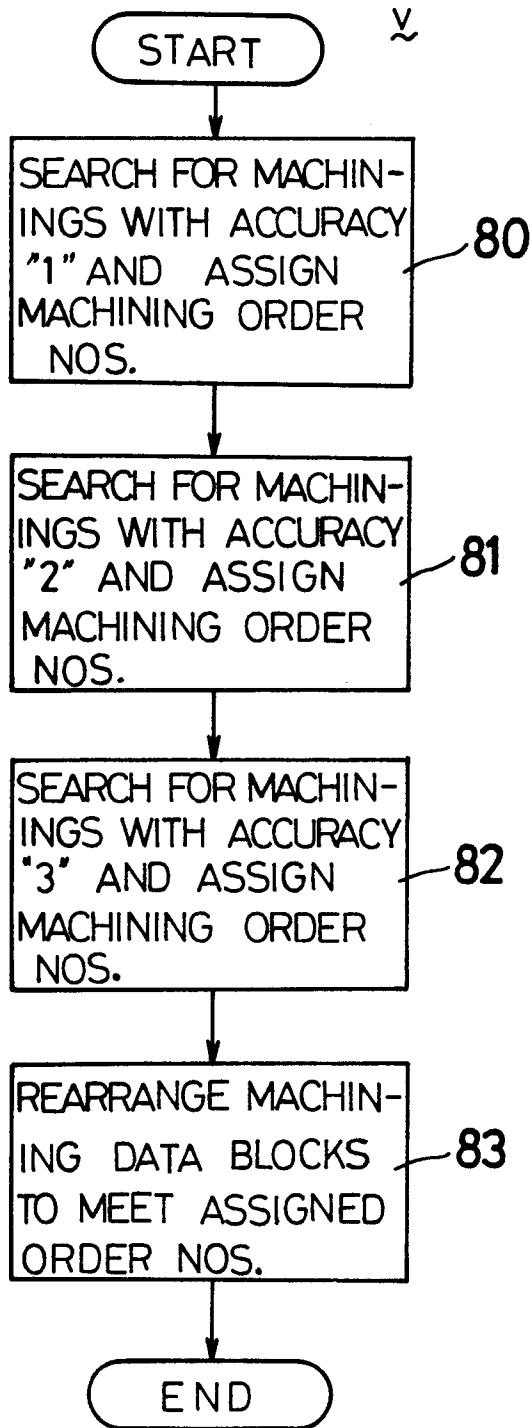 V
START
SEARCH FOR MACHIN-
INGS WITH ACCURACY
"1" AND ASSIGN
MACHINING ORDER
NOS.
80
SEARCH FOR MACHIN-
INGS WITH ACCURACY
"2" AND ASSIGN
MACHINING ORDER
NOS.
81
SEARCH FOR MACHIN-
INGS WITH ACCURACY
"3" AND ASSIGN
MACHINING ORDER
NOS.
82
REARRANGE MACHIN-
ING DATA BLOCKS
TO MEET ASSIGNED
ORDER NOS.
83
END